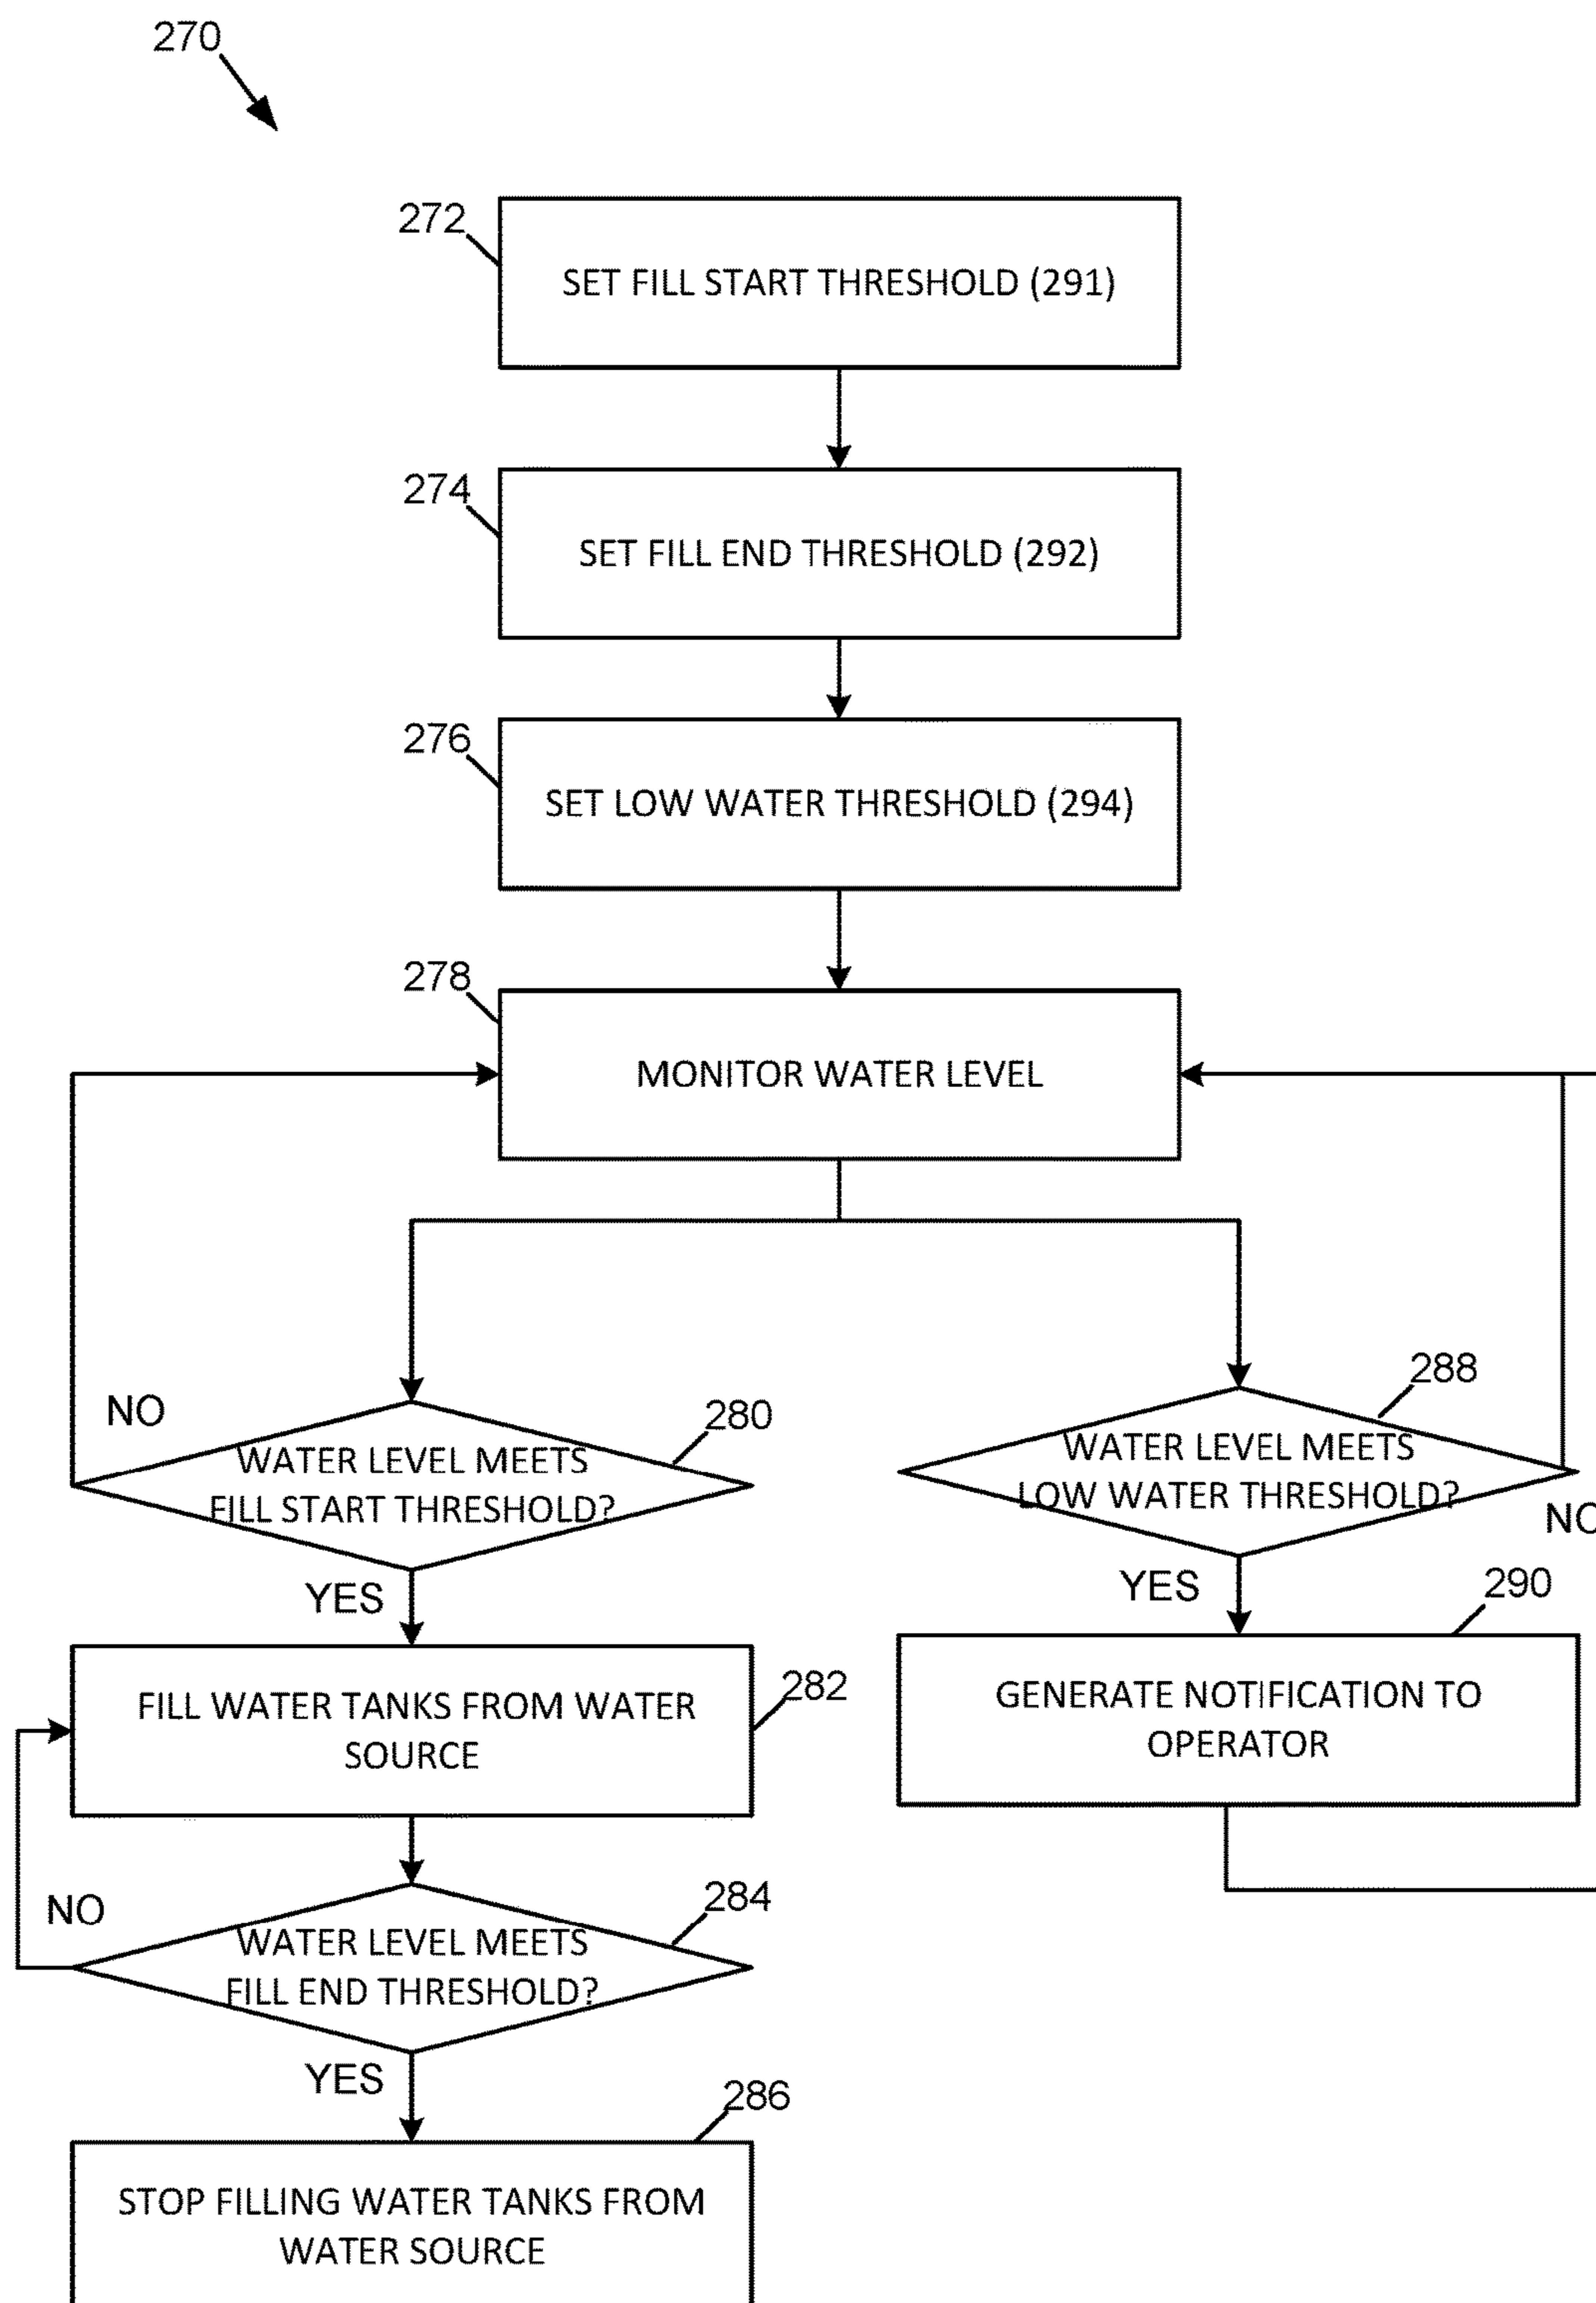 270
272
SET FILL START THRESHOLD (291)
274
SET FILL END THRESHOLD (292)
276
SET LOW WATER THRESHOLD (294)
278
MONITOR WATER LEVEL
NO
280
WATER LEVEL MEETS
FILL START THRESHOLD?
288
WATER LEVEL MEETS
LOW WATER THRESHOLD?
NO
YES
YES
282
FILL WATER TANKS FROM WATER
SOURCE
290
GENERATE NOTIFICATION TO
OPERATOR
NO
284
WATER LEVEL MEETS
FILL END THRESHOLD?
YES
286
STOP FILLING WATER TANKS FROM
WATER SOURCE